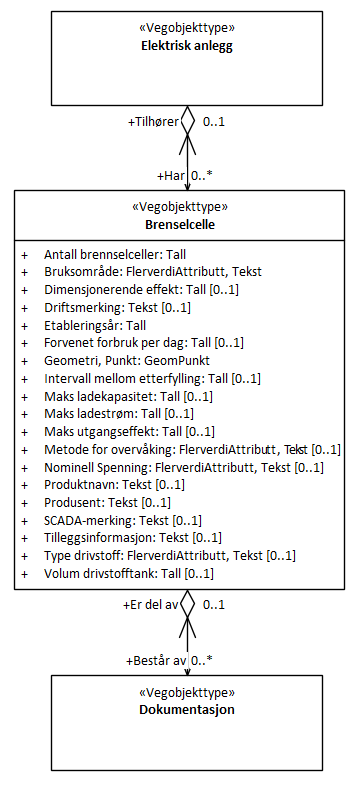 «Vegobjekttype»
Elektrisk anlegg
+Tilhører 0..1
+Har 0..*
«Vegobjekttype»
Brenselcelle
+ Antall brennselceller: Tall
+ Bruksområde: FlerverdiAttributt, Tekst
+ Dimensjonerende effekt: Tall [0..1]
+ Driftsmerking: Tekst [0..1]
+ Etableringsår: Tall
+ Forvenet forbruk per dag: Tall [0..1]
+ Geometri, Punkt: GeomPunkt
+ Intervall mellom etterfylling: Tall [0..1]
+ Maks ladekapasitet: Tall [0..1]
+ Maks ladestrøm: Tall [0..1]
+ Maks utgangseffekt: Tall [0..1]
+ Metode for overvåking: FlerverdiAttributt, Tekst [0..1]
+ Nominell Spenning: FlerverdiAttributt, Tekst [0..1]
+ Produktnavn: Tekst [0..1]
+ Produsent: Tekst [0..1]
+ SCADA-merking: Tekst [0..1]
+ Tilleggsinformasjon: Tekst [0..1]
+ Type drivstoff: FlerverdiAttributt, Tekst [0..1]
+ Volum drivstofftank: Tall [0..1]
+Er del av 0..1
+Består av 0..*
«Vegobjekttype»
Dokumentasjon